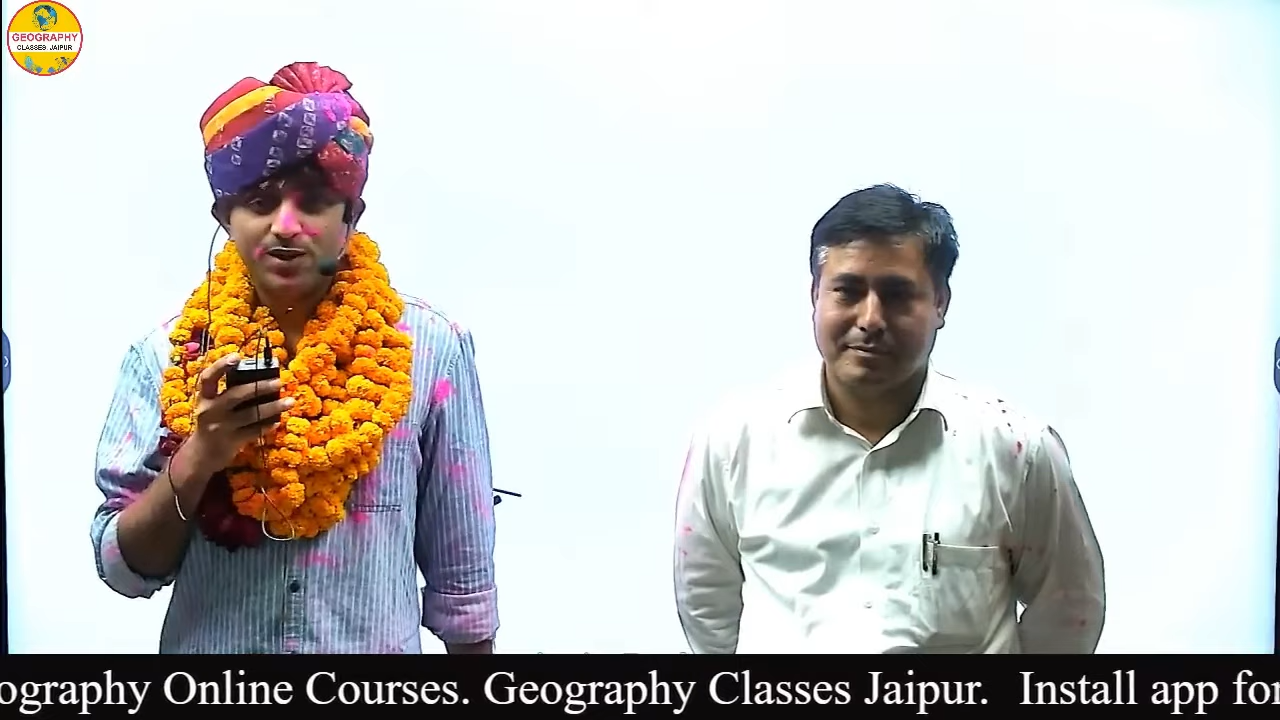 GEOGRAPHY
CLASSES JAIPUR
ography Online Courses. Geography Classes Jaipur. Install app for